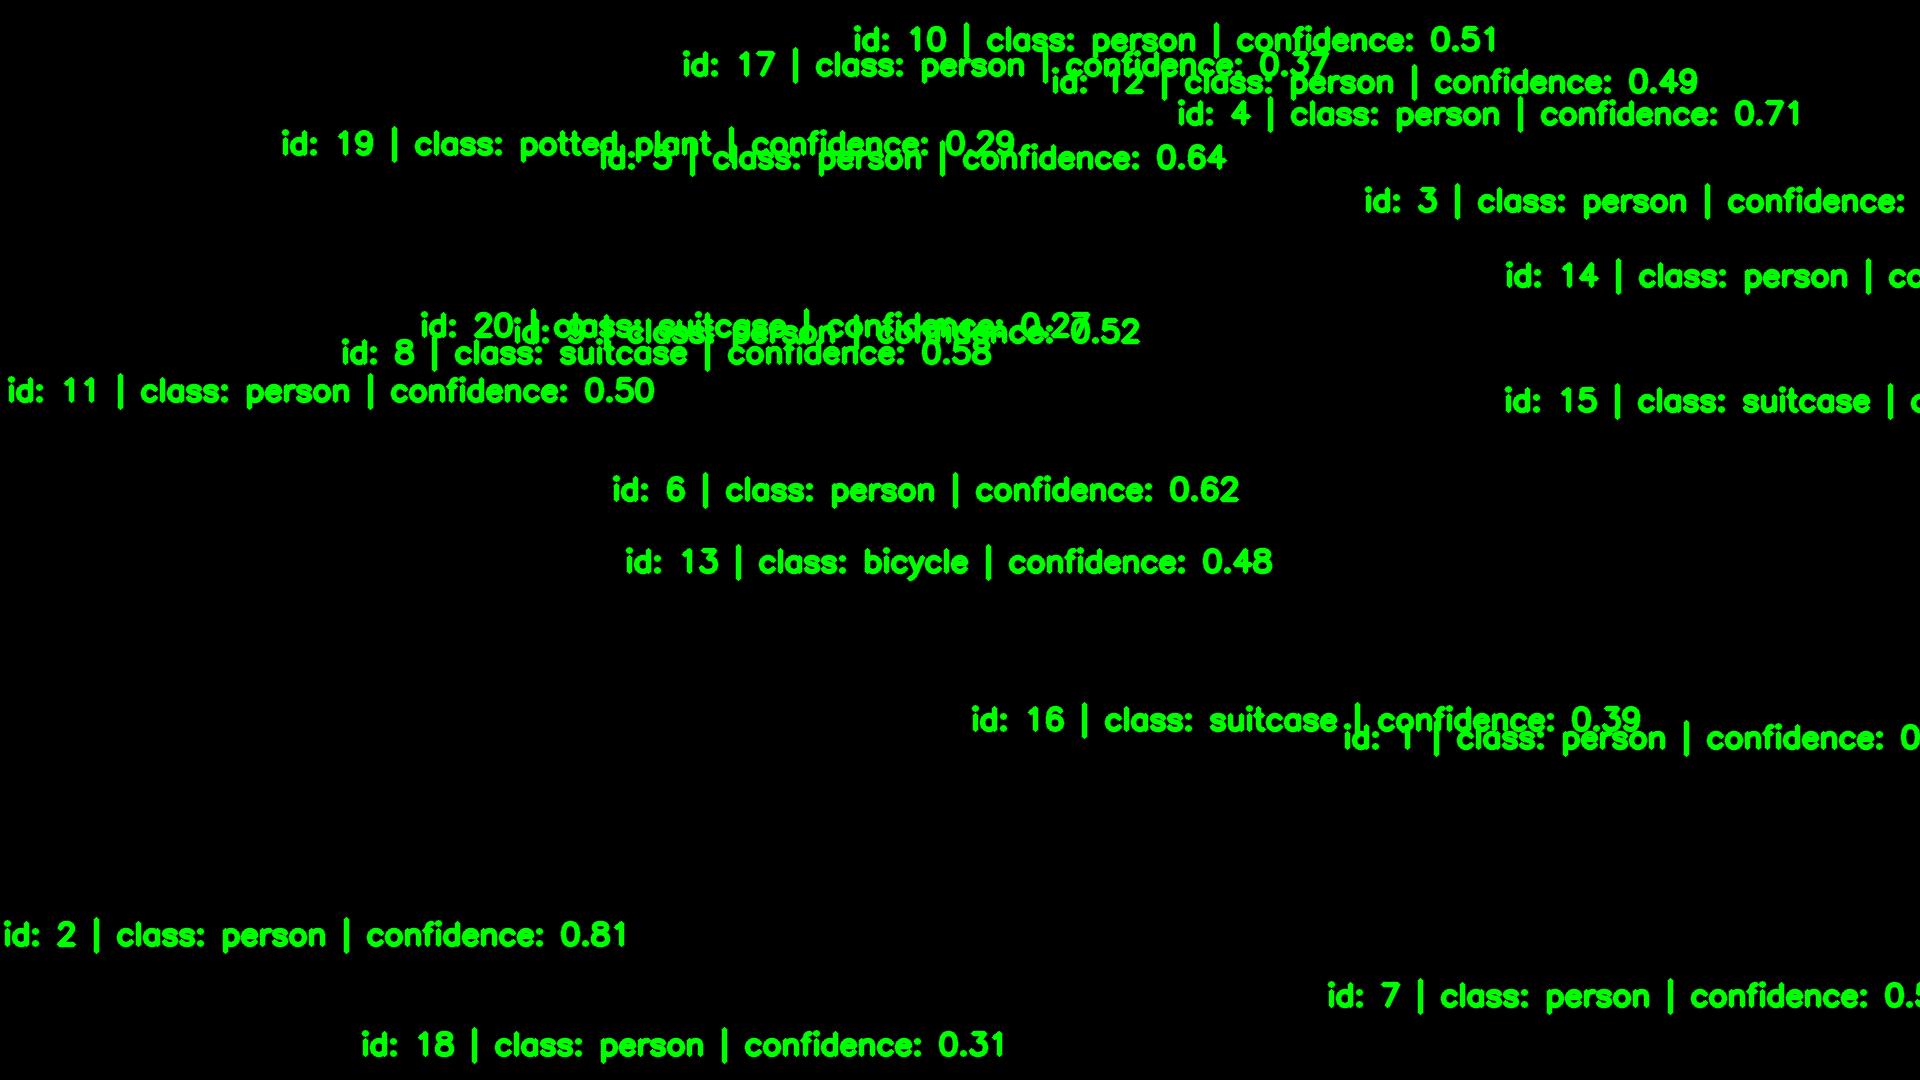 id: 10 | class: person | confidence: 0.51
id: 17 | class: person | confidence: 0.37
id: 12 | class: person | confidence: 0.49
id: 4 | class: person | confidence: 0.71
id: 19 | class: potted plant | confidence: 0.29
id: 5 | class: person | confidence: 0.64
id: 3 | class: person | confidence:
id: 14 | class: person |
id: 20 | class: suitcase | confidence: 0.27
id: 9 | class: person | confidence: 0.52
id: 8 | class: suitcase | confidence: 0.58
id: 11 | class: person | confidence: 0.50
id: 15 | class: suitcase |
id: 6 | class: person | confidence: 0.62
id: 13 | class: bicycle | confidence: 0.48
id: 16 | class: suitcase | confidence: 0.39
id: 1 | class: person | confidence:
id: 2 | class: person | confidence: 0.81
id: 7 | class: person | confidence:
id: 18 | class: person | confidence: 0.31